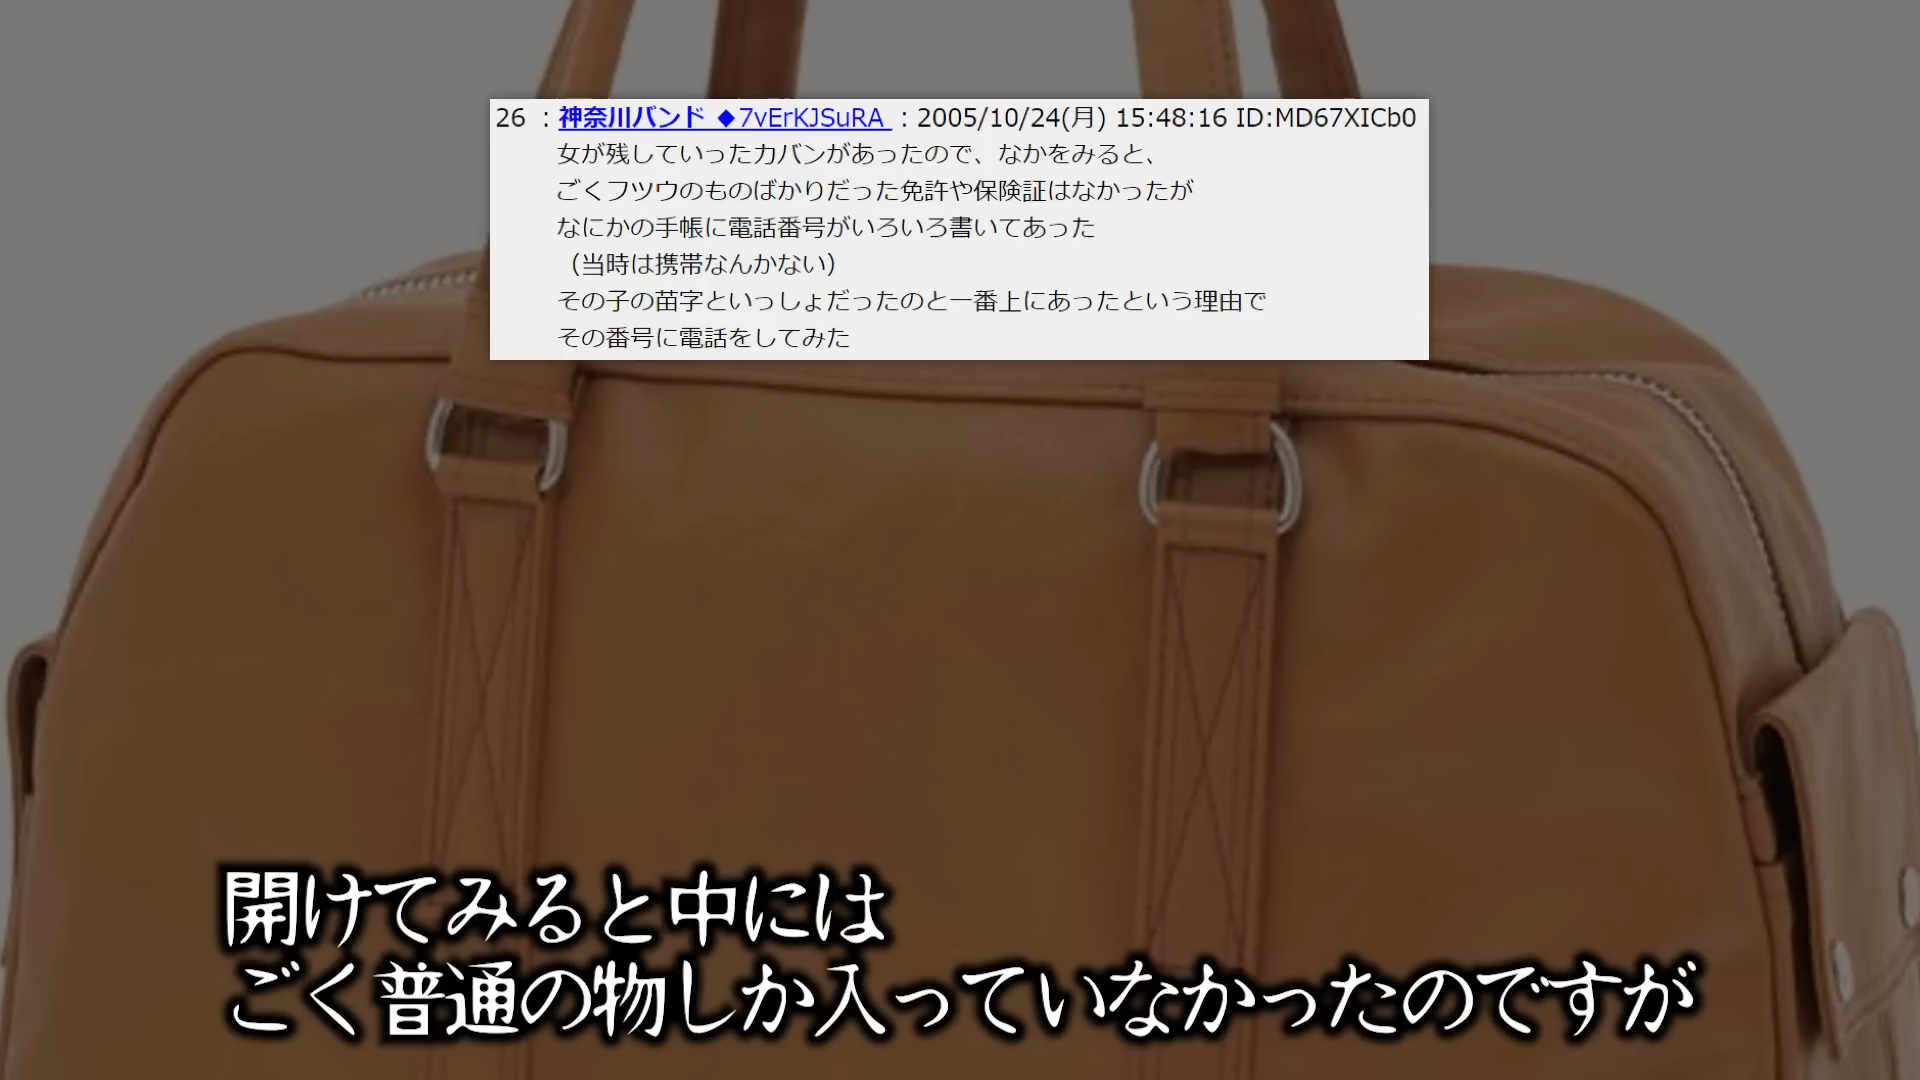 26 ：神奈川バンド ◆7vErKJSuRA ：2005/10/24(月) 15:48:16 ID:MD67XICb0
女が残していったカバンがあったので、なかをみると、
ごくフツウのものばかりだった免許や保険証はなかったが
なにかの手帳に電話番号がいろいろ書いてあった
（当時は携帯なんかない）
その子の苗字といっしょだったのと一番上にあったという理由で
その番号に電話をしてみた
開けてみると中には
ごく普通の物しか入っていなかったのですが